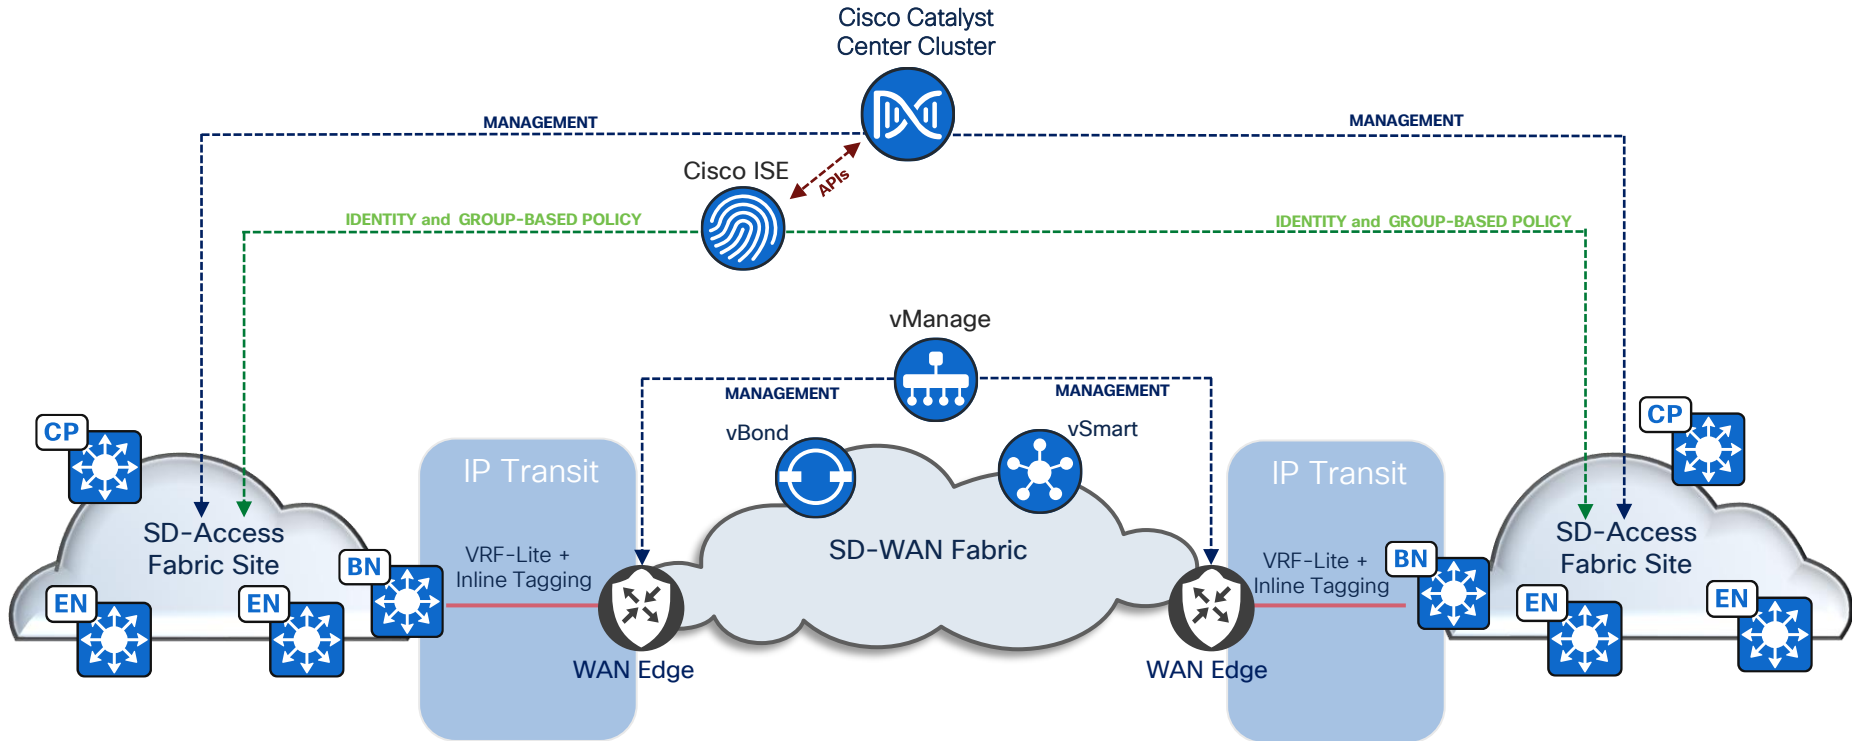 Cisco Catalyst
Center Cluster
MANAGEMENT
MANAGEMENT
Cisco ISE
APIs
IDENTITY and GROUP-BASED POLICY
IDENTITY and GROUP-BASED POLICY
vManage
MANAGEMENT
MANAGEMENT
vBond
vSmart
CP
CP
IP Transit
IP Transit
SD-Access
Fabric Site
SD-WAN Fabric
SD-Access
Fabric Site
BN
VRF-Lite +
Inline Tagging
VRF-Lite +
Inline Tagging
BN
EN
EN
EN
EN
WAN Edge
WAN Edge